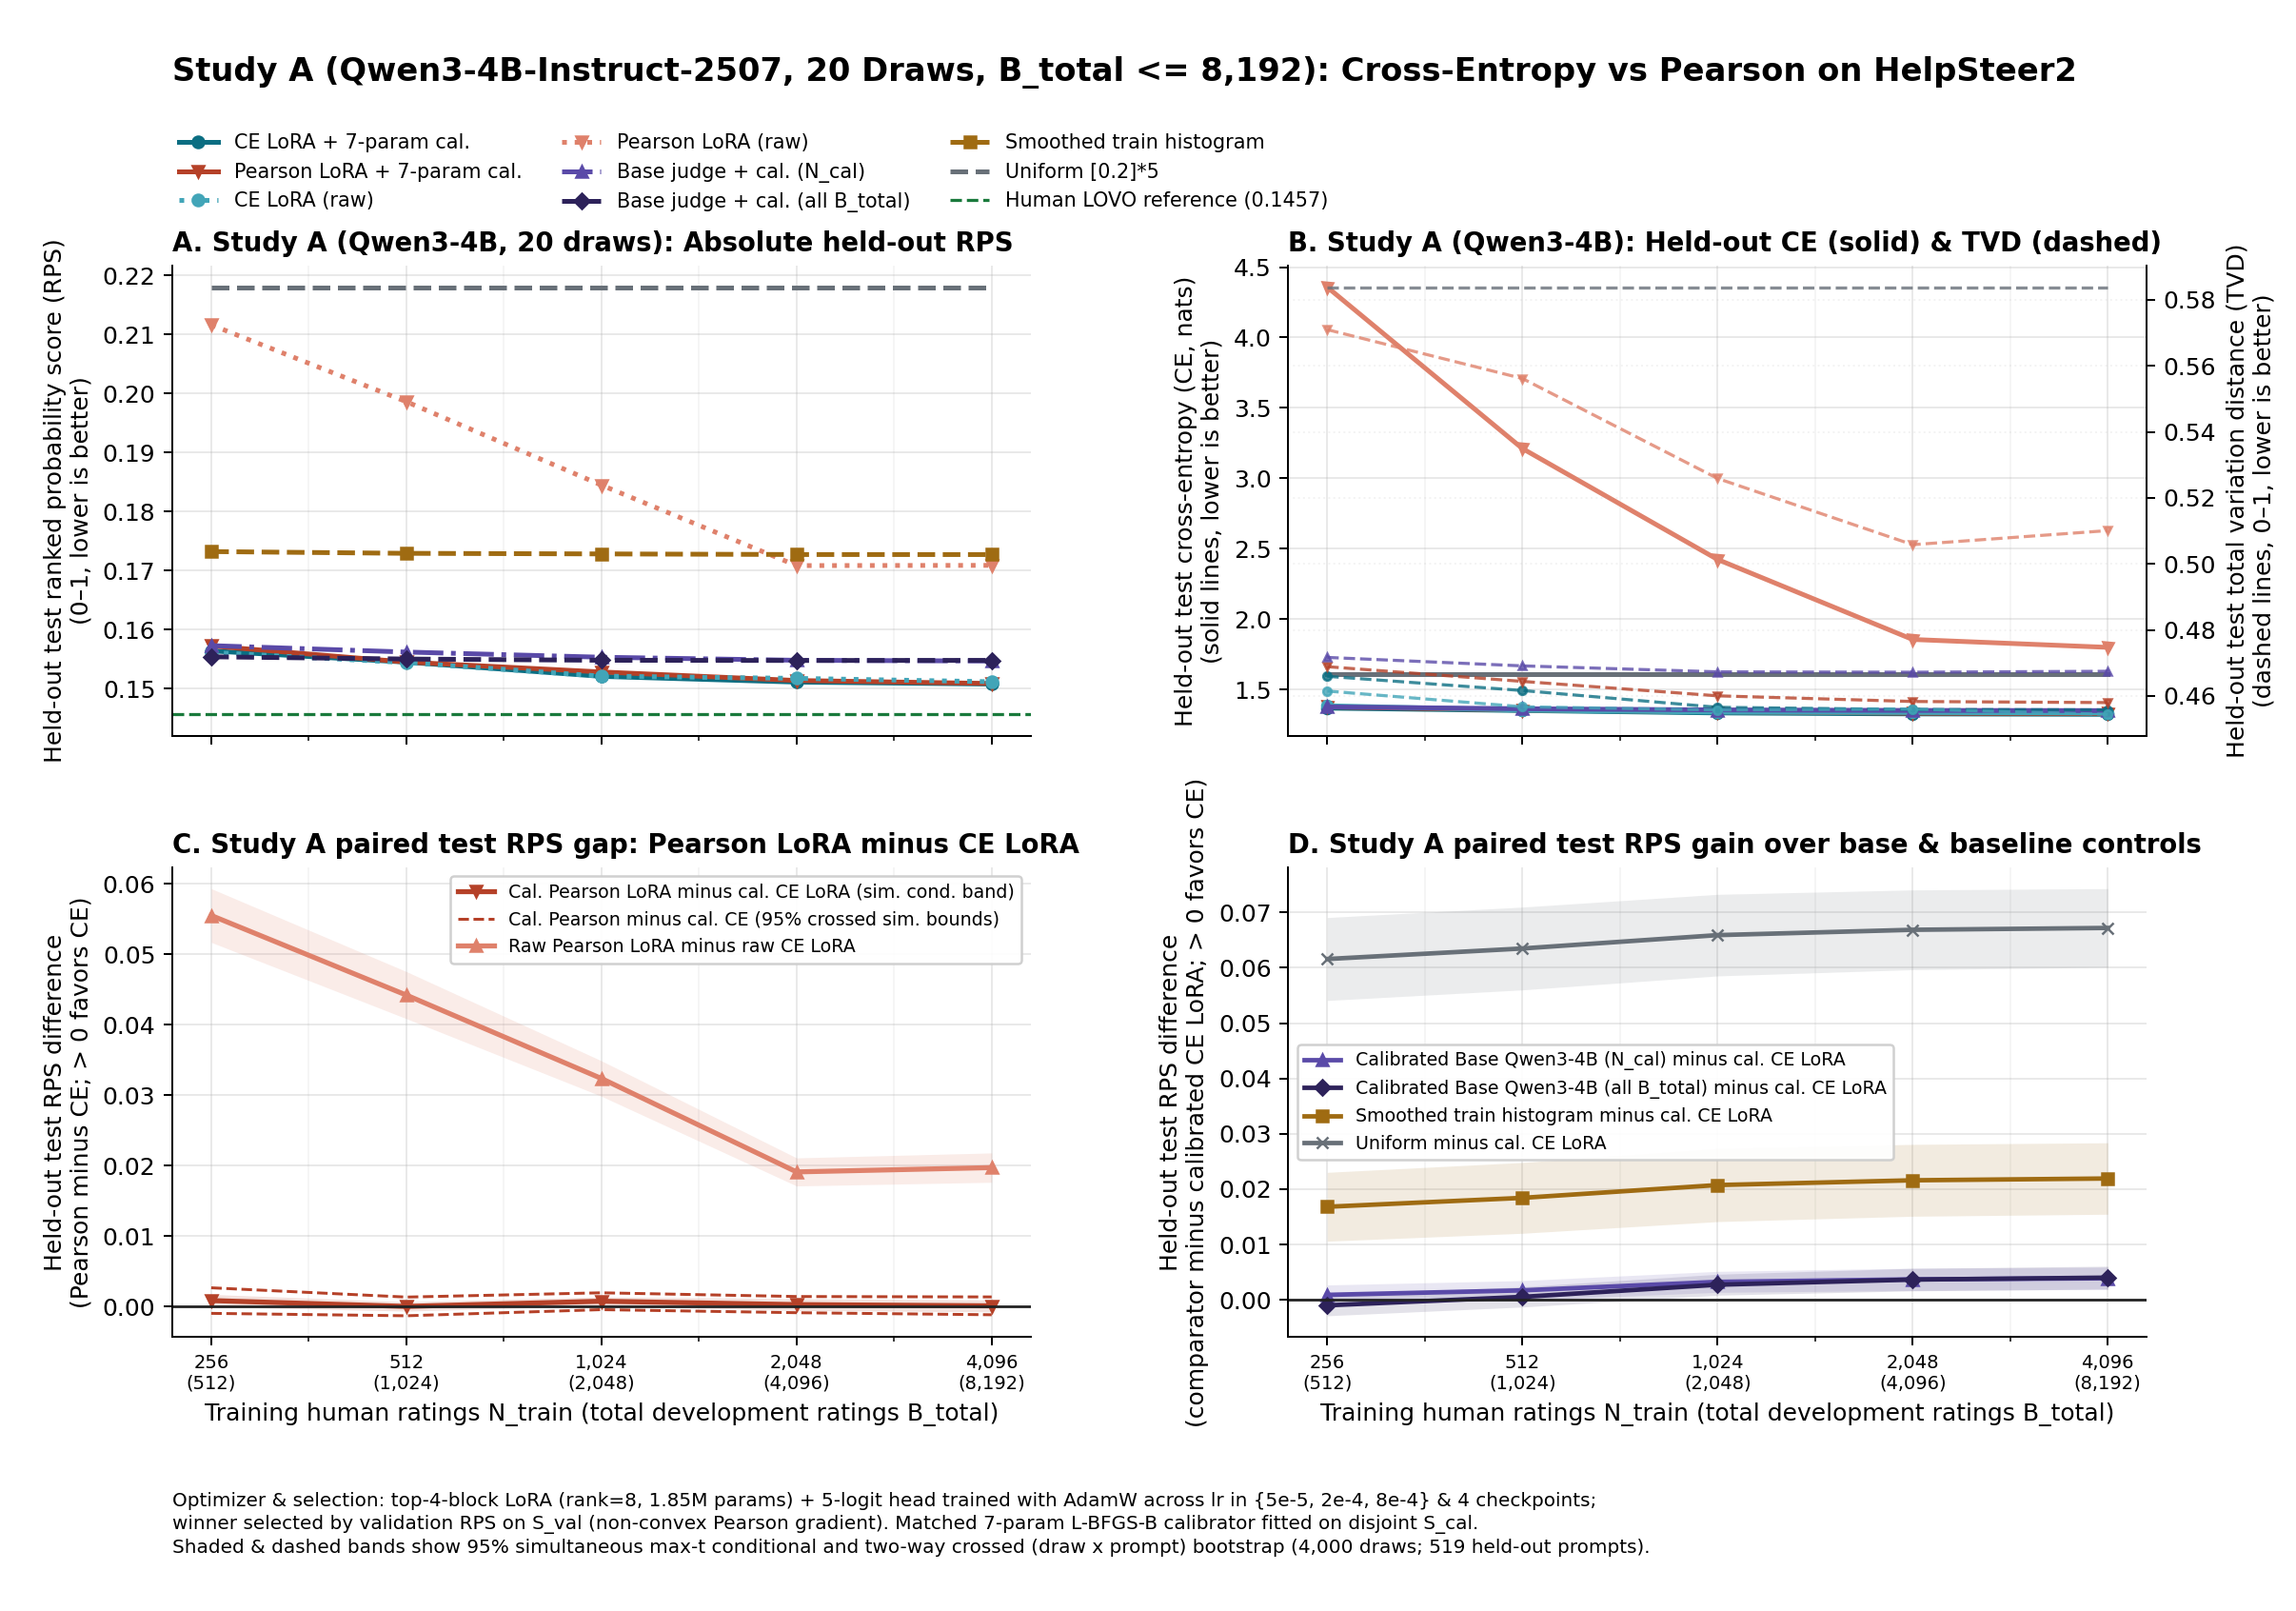 Study A (Qwen3-4B-Instruct-2507, 20 Draws, B_total <= 8,192): Cross-Entropy vs Pearson on HelpSteer2
CE LoRA + 7-param cal.
Pearson LoRA + 7-param cal.
CE LoRA (raw)
Pearson LoRA (raw)
Base judge + cal. (N_cal)
Base judge + cal. (all B_total)
Smoothed train histogram
Uniform [0.2]*5
Human LOVO reference (0.1457)
A. Study A (Qwen3-4B, 20 draws): Absolute held-out RPS
Held-out test ranked probability score (RPS)
(0–1, lower is better)
0.22
0.21
0.20
0.19
0.18
0.17
0.16
0.15
B. Study A (Qwen3-4B): Held-out CE (solid) & TVD (dashed)
Held-out test cross-entropy (CE, nats)
(solid lines, lower is better)
4.5
4.0
3.5
3.0
2.5
2.0
1.5
0.58
0.56
0.54
0.52
0.50
0.48
0.46
Held-out test total variation distance (TVD)
(dashed lines, 0–1, lower is better)
C. Study A paired test RPS gap: Pearson LoRA minus CE LoRA
Held-out test RPS difference
(Pearson minus CE; > 0 favors CE)
0.06
0.05
0.04
0.03
0.02
0.01
0.00
Cal. Pearson LoRA minus cal. CE LoRA (sim. cond. band)
Cal. Pearson minus cal. CE (95% crossed sim. bounds)
Raw Pearson LoRA minus raw CE LoRA
256 512 1,024 2,048 4,096
(512) (1,024) (2,048) (4,096) (8,192)
Training human ratings N_train (total development ratings B_total)
D. Study A paired test RPS gain over base & baseline controls
Held-out test RPS difference
(comparator minus calibrated CE LoRA; > 0 favors CE)
0.07
0.06
0.05
0.04
0.03
0.02
0.01
0.00
Calibrated Base Qwen3-4B (N_cal) minus cal. CE LoRA
Calibrated Base Qwen3-4B (all B_total) minus cal. CE LoRA
Smoothed train histogram minus cal. CE LoRA
Uniform minus cal. CE LoRA
256 512 1,024 2,048 4,096
(512) (1,024) (2,048) (4,096) (8,192)
Training human ratings N_train (total development ratings B_total)
Optimizer & selection: top-4-block LoRA (rank=8, 1.85M params) + 5-logit head trained with AdamW across lr in {5e-5, 2e-4, 8e-4} & 4 checkpoints;
winner selected by validation RPS on S_val (non-convex Pearson gradient). Matched 7-param L-BFGS-B calibrator fitted on disjoint S_cal.
Shaded & dashed bands show 95% simultaneous max-t conditional and two-way crossed (draw x prompt) bootstrap (4,000 draws; 519 held-out prompts).